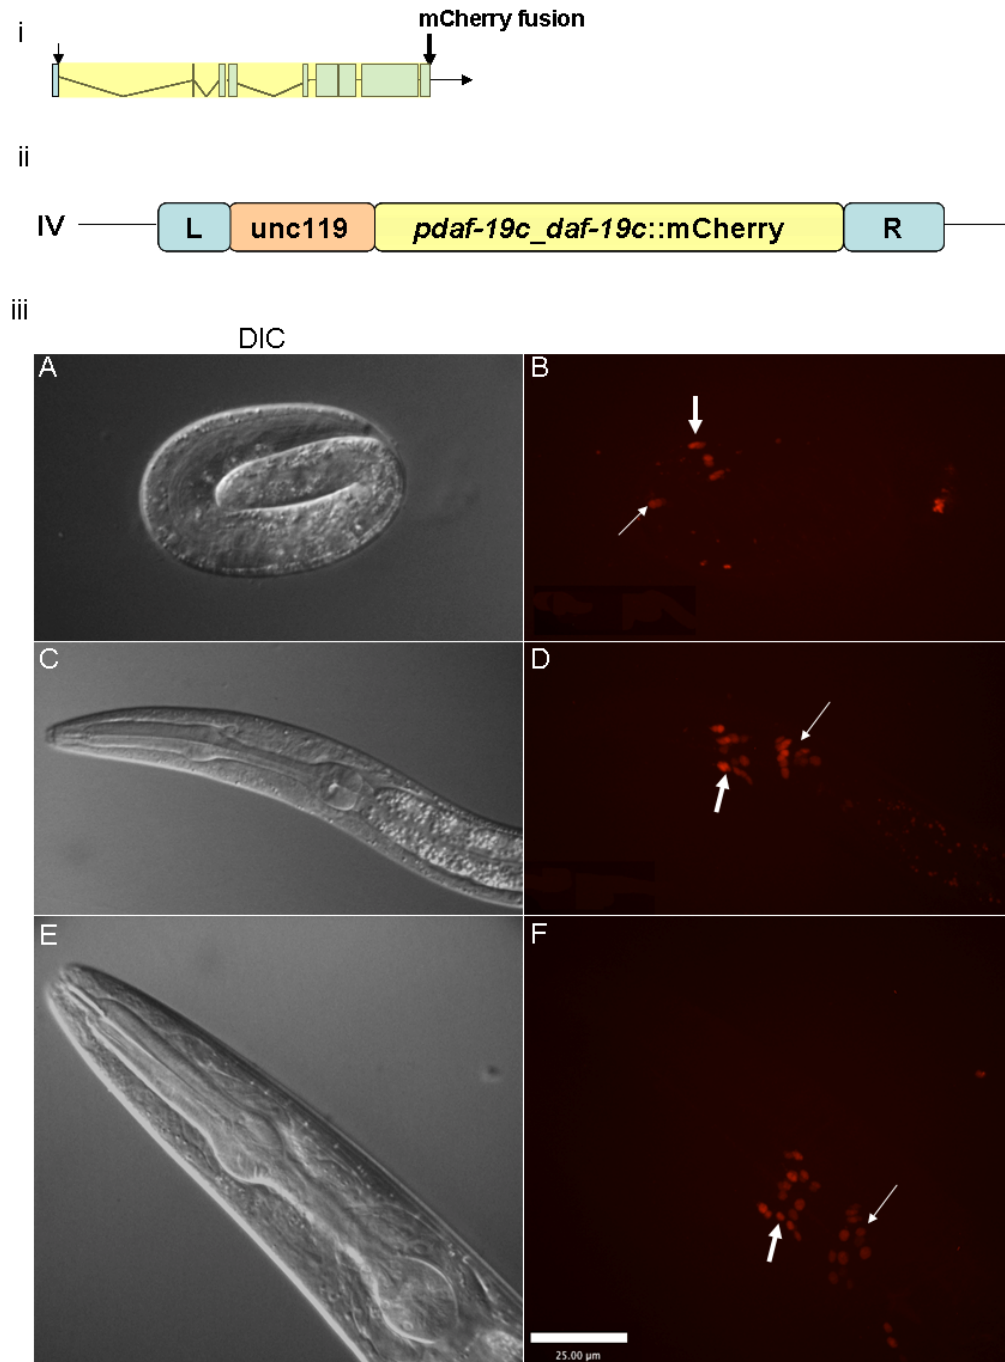 i
mCherry fusion
ii
IV L unc119 pdaf-19c_daf-19c::mCherry R
iii
DIC
A B
C D
E F
25.00 µm